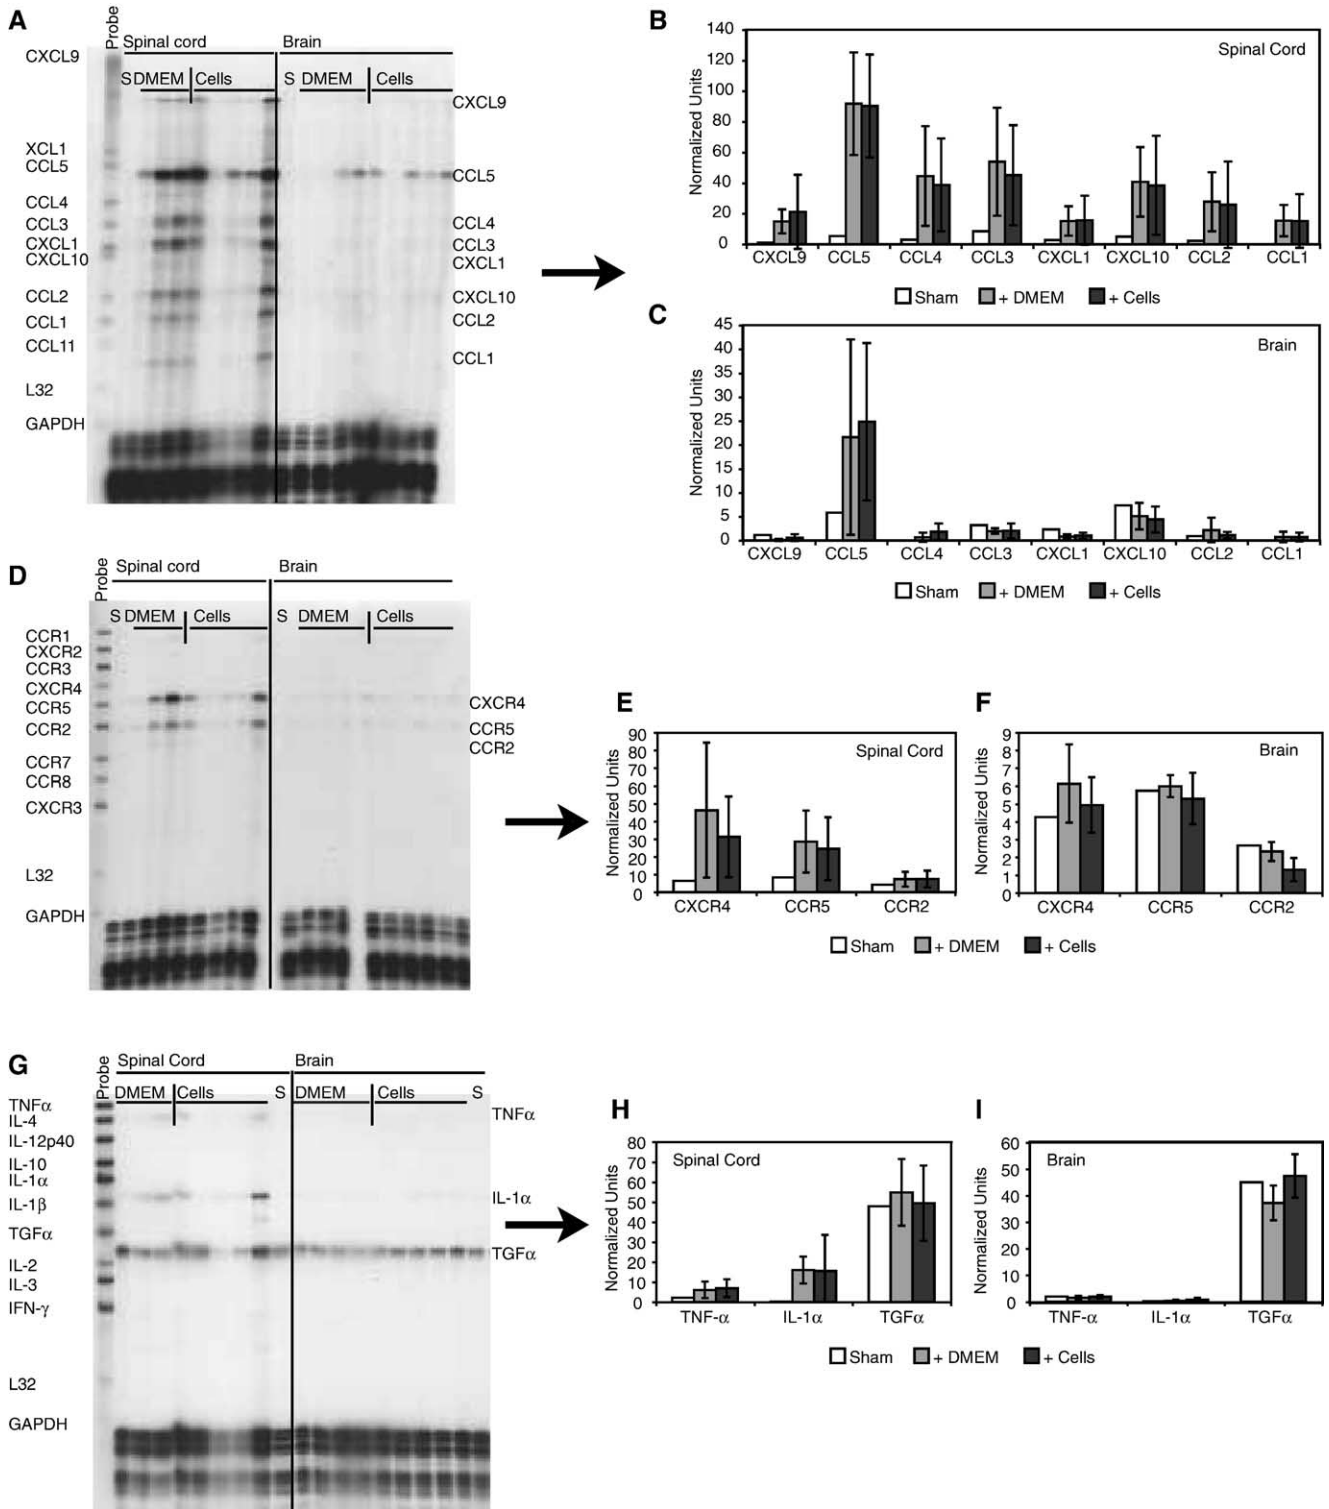 A
Probe
Spinal cord Brain
S DMEM Cells S DMEM Cells
CXCL9
XCL1
CCL5
CCL4
CCL3
CXCL1
CXCL10
CCL2
CCL1
CCL11
L32
GAPDH
CXCL9
CCL5
CCL4
CCL3
CXCL1
CXCL10
CCL2
CCL1
B
Spinal Cord
Normalized Units
140
120
100
80
60
40
20
0
CXCL9 CCL5 CCL4 CCL3 CXCL1 CXCL10 CCL2 CCL1
Sham + DMEM + Cells
C
Brain
Normalized Units
45
40
35
30
25
20
15
10
5
0
CXCL9 CCL5 CCL4 CCL3 CXCL1 CXCL10 CCL2 CCL1
Sham + DMEM + Cells
D
Probe
Spinal cord Brain
S DMEM Cells S DMEM Cells
CCR1
CXCR2
CCR3
CXCR4
CCR5
CCR2
CCR7
CCR8
CXCR3
L32
GAPDH
CXCR4
CCR5
CCR2
E
Spinal Cord
Normalized Units
90
80
70
60
50
40
30
20
10
0
CXCR4 CCR5 CCR2
F
Brain
Normalized Units
9
8
7
6
5
4
3
2
1
0
CXCR4 CCR5 CCR2
Sham + DMEM + Cells
G
Probe
Spinal Cord Brain
DMEM Cells S DMEM Cells S
TNFα
IL-4
IL-12p40
IL-10
IL-1α
IL-1β
TGFα
IL-2
IL-3
IFN-γ
L32
GAPDH
TNFα
IL-1α
TGFα
H
Spinal Cord
Normalized Units
80
70
60
50
40
30
20
10
0
TNF-α IL-1α TGFα
I
Brain
Normalized Units
60
50
40
30
20
10
0
TNF-α IL-1α TGFα
Sham + DMEM + Cells